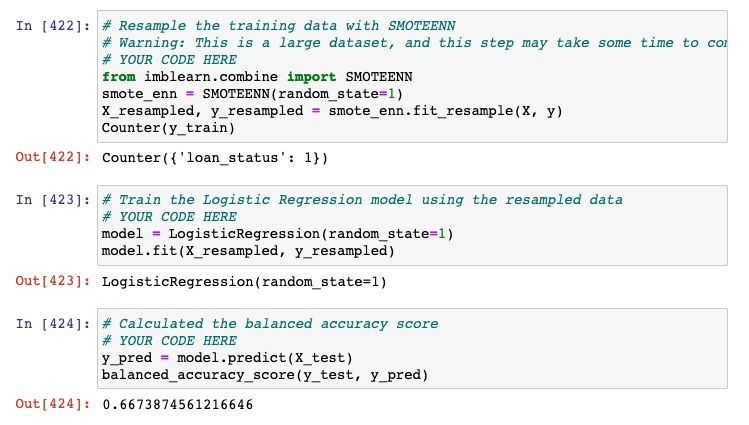 In [422]: # Resample the training data with SMOTEENN
# Warning: This is a large dataset, and this step may take some time to
# YOUR CODE HERE
from imblearn.combine import SMOTEENN
smote_enn = SMOTEENN(random_state=1)
X_resampled, y_resampled = smote_enn.fit_resample(X, y)
Counter(y_train)
Out[422]: Counter({'loan_status': 1})
In [423]: # Train the Logistic Regression model using the resampled data
# YOUR CODE HERE
model = LogisticRegression(random_state=1)
model.fit(X_resampled, y_resampled)
Out[423]: LogisticRegression(random_state=1)
In [424]: # Calculated the balanced accuracy score
# YOUR CODE HERE
y_pred = model.predict(X_test)
balanced_accuracy_score(y_test, y_pred)
Out[424]: 0.6673874561216646